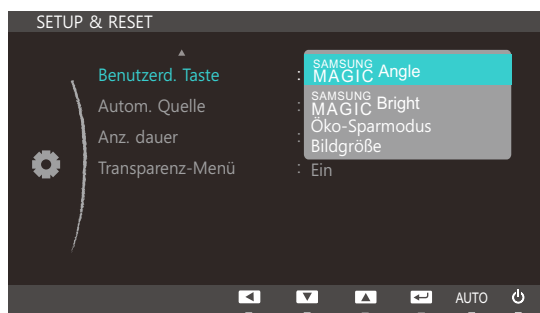 SETUP & RESET
Benutzerd. Taste : SAMSUNG MAGIC Angle
Autom. Quelle : SAMSUNG MAGIC Bright
Öko-Sparmodus
Anz. dauer : Bildgröße
Transparenz-Menü : Ein
AUTO